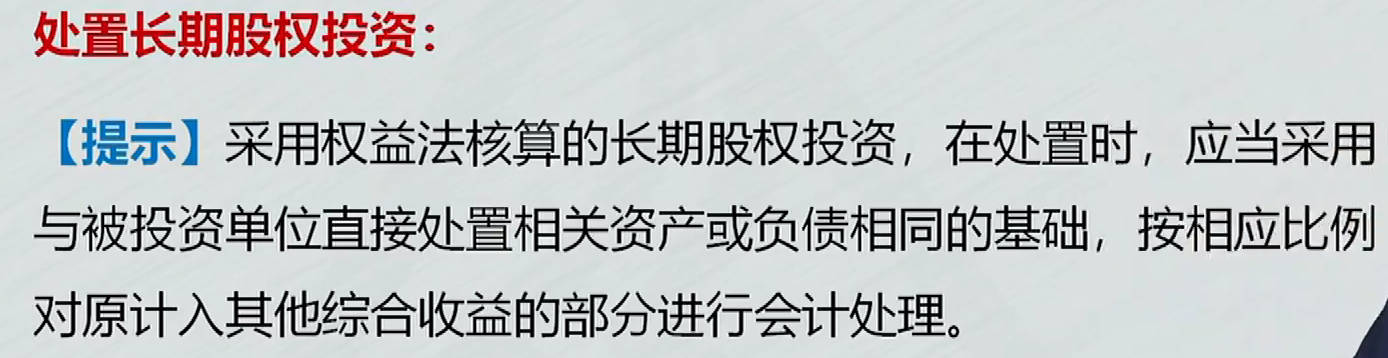 处置长期股权投资：
【提示】采用权益法核算的长期股权投资，在处置时，应当采用
与被投资单位直接处置相关资产或负债相同的基础，按相应比例
对原计入其他综合收益的部分进行会计处理。